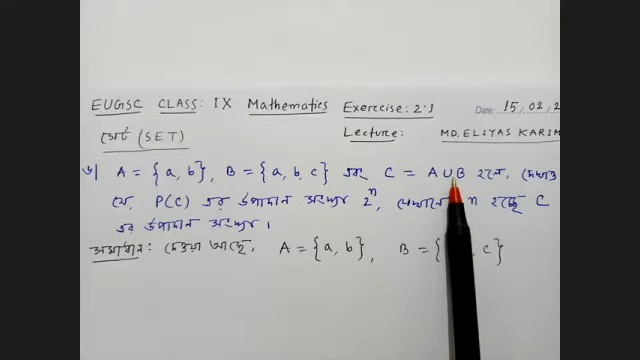 EUGSC CLASS: IX Mathematics Exercise: 2.1 Date: 15, 02, 2
সেট (SET) Lecture: MD. ELIYAS KARIM
৬| A = {a, b}, B = {a, b, c} এবং C = A∪B হলে, দেখাও
যে, P(C) এর উপাদান সংখ্যা 2ⁿ, যেখানে n হচ্ছে C
এর উপাদান সংখ্যা ।
সমাধান: দেওয়া আছে, A = {a, b}, B = { , c}